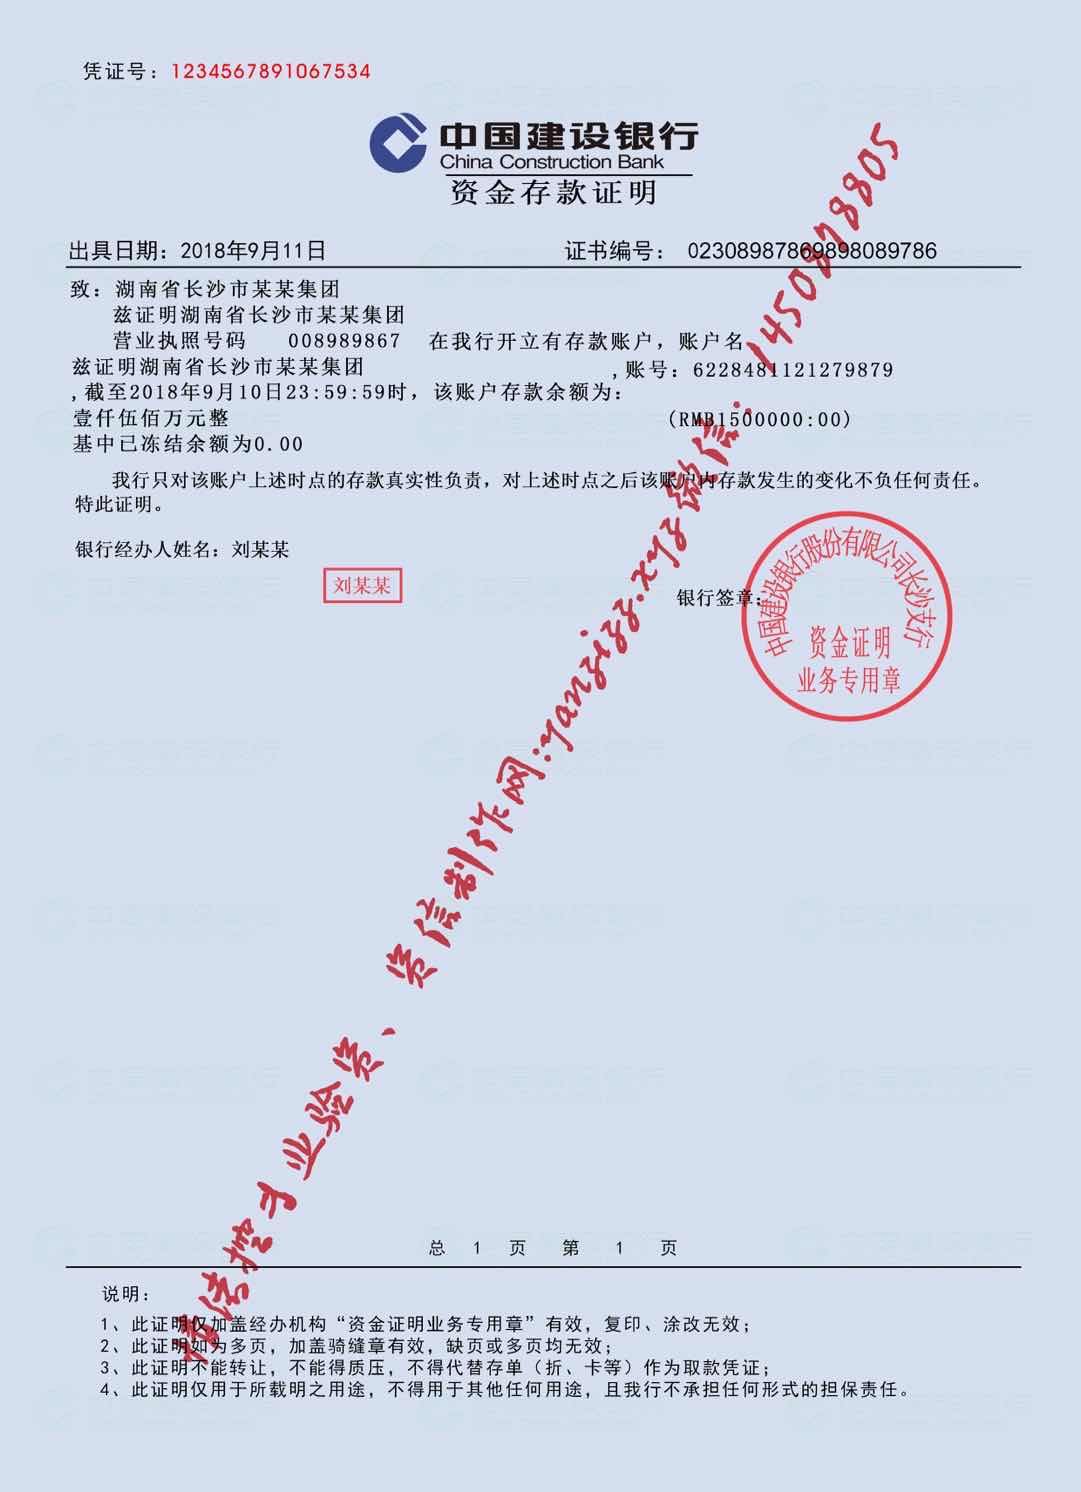 凭证号：1234567891067534
中国建设银行
China Construction Bank
资金存款证明
出具日期：2018年9月11日 证书编号： 02308987869898089786
致：湖南省长沙市某某集团
兹证明湖南省长沙市某某集团
营业执照号码 008989867 在我行开立有存款账户，账户名
兹证明湖南省长沙市某某集团 ,账号：6228481121279879
,截至2018年9月10日23:59:59时，该账户存款余额为：
壹仟伍佰万元整 (RMB1500000:00)
基中已冻结余额为0.00
我行只对该账户上述时点的存款真实性负责，对上述时点之后该账户内存款发生的变化不负任何责任。
特此证明。
银行经办人姓名：刘某某
刘某某
银行签章：
中国建设银行股份有限公司长沙支行
资金证明
业务专用章
业验资、资信制作网:yanzizz.xyz微信：1450878805
总 1 页 第 1 页
说明：
1、此证明仅加盖经办机构“资金证明业务专用章”有效，复印、涂改无效；
2、此证明如为多页，加盖骑缝章有效，缺页或多页均无效；
3、此证明不能转让，不能得质压，不得代替存单（折、卡等）作为取款凭证；
4、此证明仅用于所载明之用途，不得用于其他任何用途，且我行不承担任何形式的担保责任。